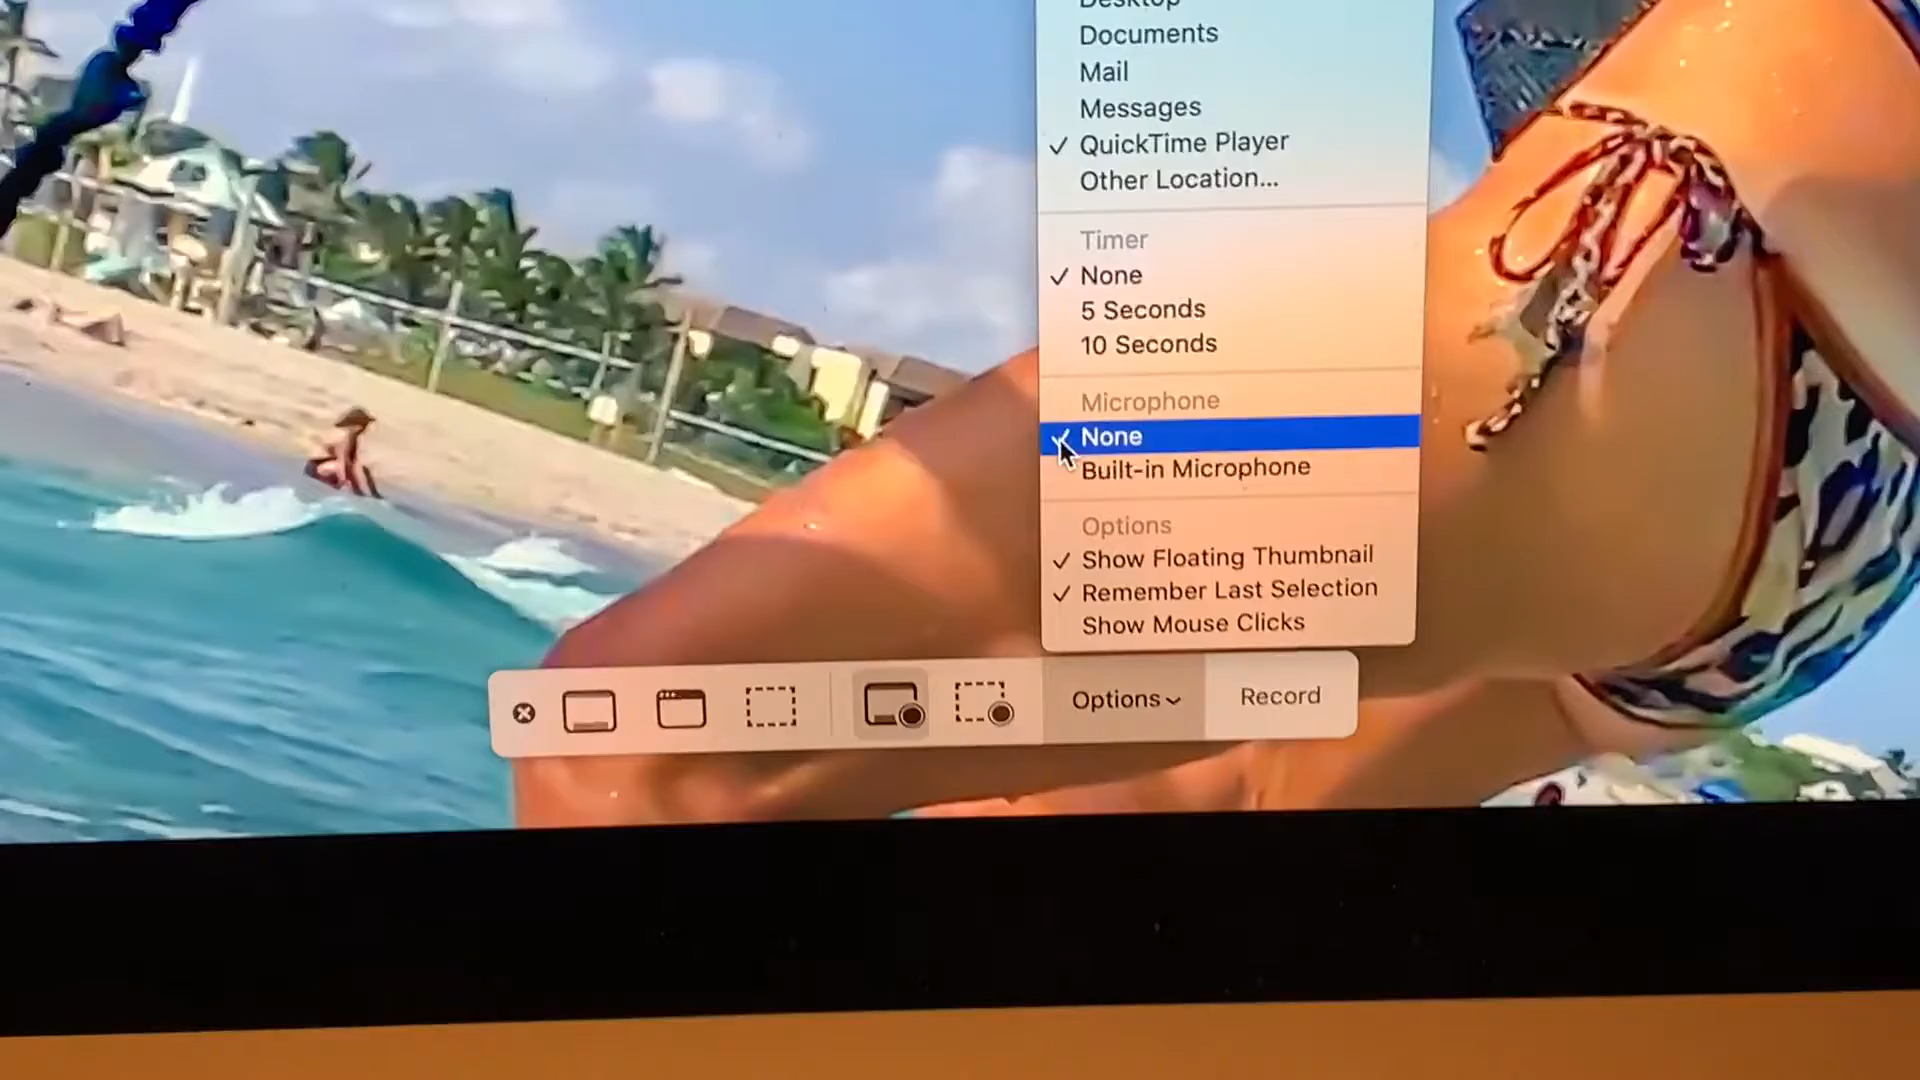 Desktop
Documents
Mail
Messages
✓ QuickTime Player
Other Location...
Timer
✓ None
5 Seconds
10 Seconds
Microphone
✓ None
Built-in Microphone
Options
✓ Show Floating Thumbnail
✓ Remember Last Selection
Show Mouse Clicks
Options
Record